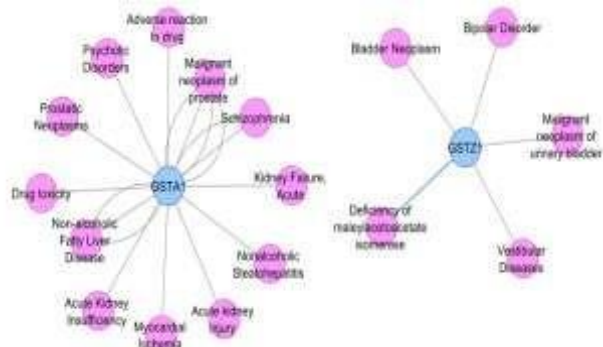 Adverse reaction
to drug
Psychotic
Disorders
Malignant
neoplasm of
prostate
Prostatic
Neoplasms
Schizophrenia
GSTA1
Drug toxicity
Kidney Failure,
Acute
Non-alcoholic
Fatty Liver
Disease
Nonalcoholic
Steatohepatitis
Acute Kidney
Insufficiency
Myocardial
Ischemia
Acute kidney
Injury
Bipolar Disorder
Bladder Neoplasm
GSTZ1
Malignant
neoplasm of
urinary bladder
Deficiency of
maleylacetoacetate
isomerase
Vestibular
Diseases